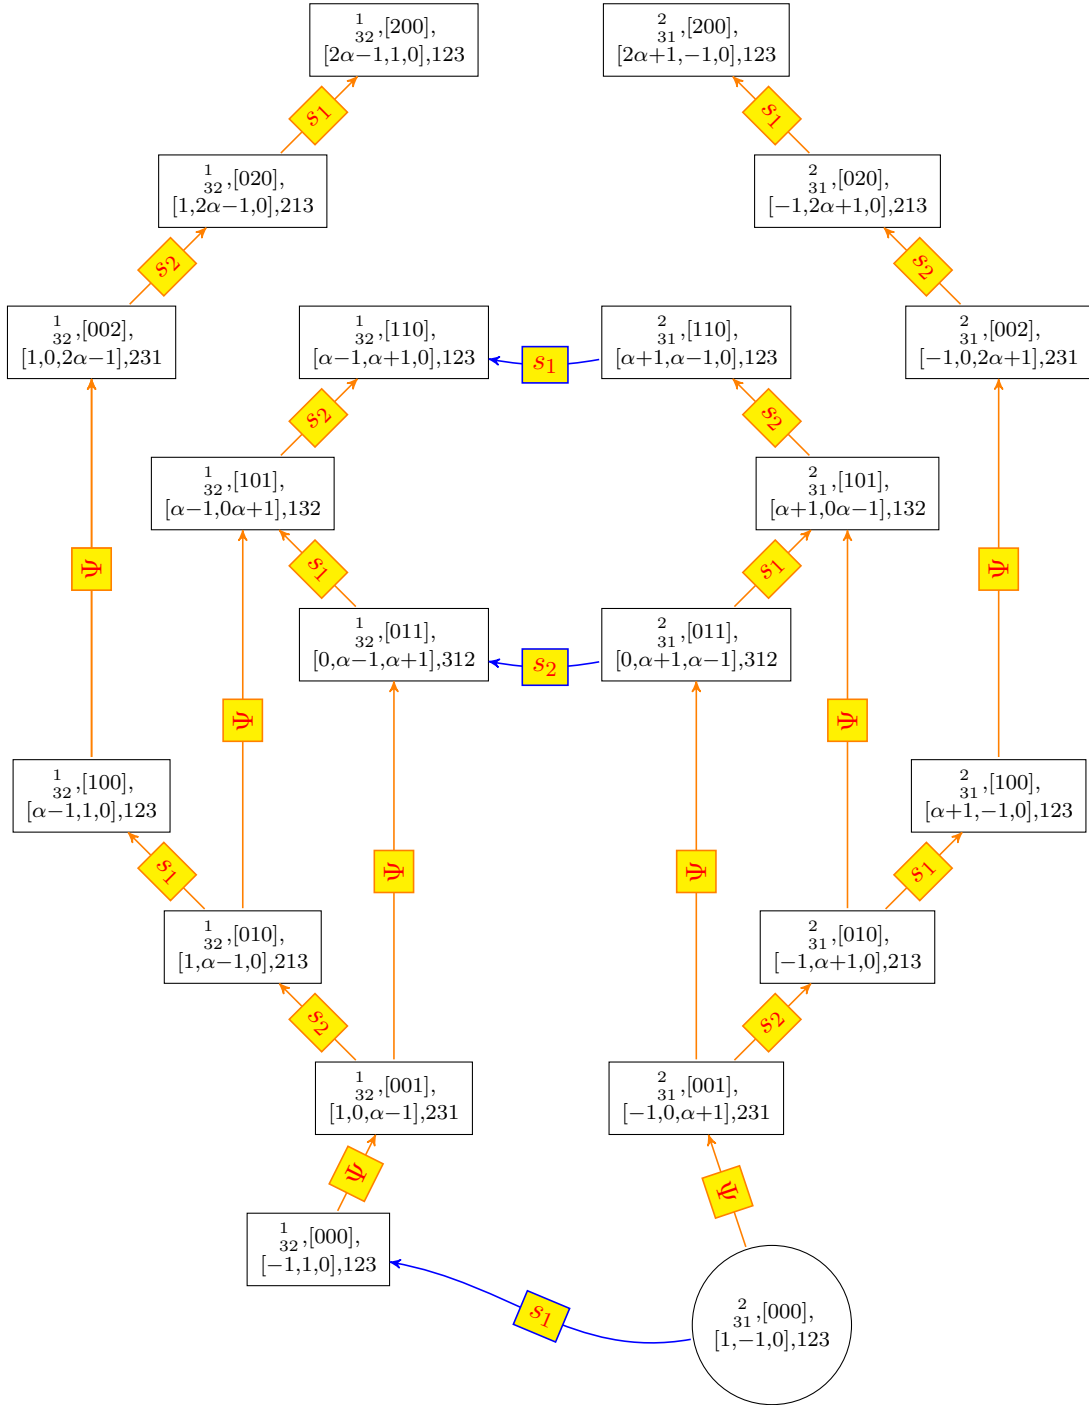 1
32,[200],
[2α−1,1,0],123
2
31,[200],
[2α+1,−1,0],123
s1
s1
1
32,[020],
[1,2α−1,0],213
2
31,[020],
[−1,2α+1,0],213
s2
s2
1
32,[002],
[1,0,2α−1],231
1
32,[110],
[α−1,α+1,0],123
s1
2
31,[110],
[α+1,α−1,0],123
2
31,[002],
[−1,0,2α+1],231
s2
s2
1
32,[101],
[α−1,0α+1],132
2
31,[101],
[α+1,0α−1],132
Ψ
s1
s1
Ψ
1
32,[011],
[0,α−1,α+1],312
s2
2
31,[011],
[0,α+1,α−1],312
Ψ
Ψ
1
32,[100],
[α−1,1,0],123
2
31,[100],
[α+1,−1,0],123
s1
Ψ
Ψ
s1
1
32,[010],
[1,α−1,0],213
2
31,[010],
[−1,α+1,0],213
s2
s2
1
32,[001],
[1,0,α−1],231
2
31,[001],
[−1,0,α+1],231
Ψ
Ψ
1
32,[000],
[−1,1,0],123
s1
2
31,[000],
[1,−1,0],123